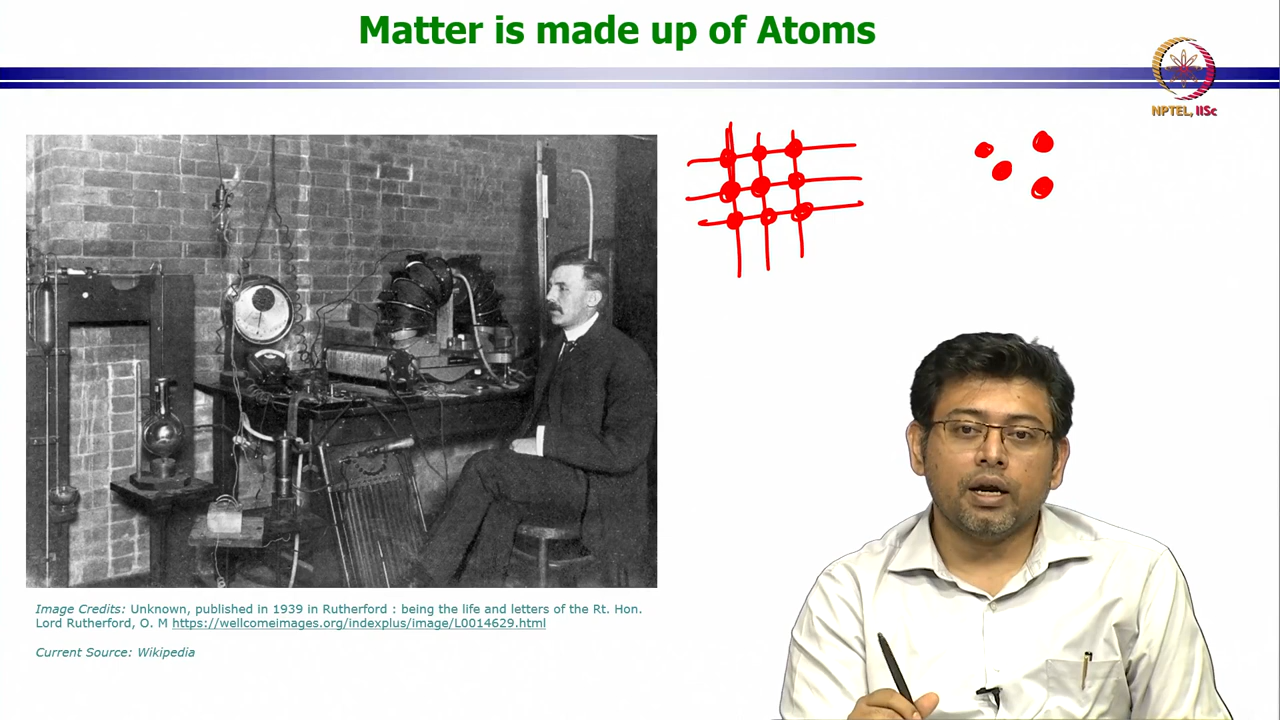 Matter is made up of Atoms
NPTEL, IISc
Image Credits: Unknown, published in 1939 in Rutherford : being the life and letters of the Rt. Hon.
Lord Rutherford, O. M https://wellcomeimages.org/indexplus/image/L0014629.html
Current Source: Wikipedia